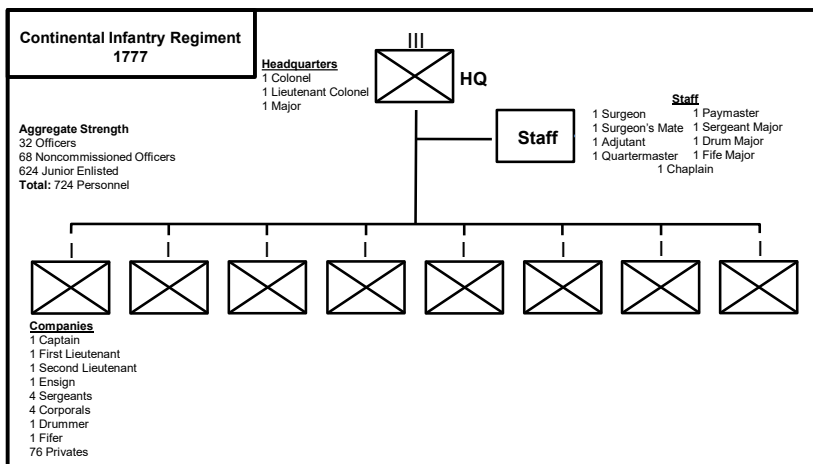 Continental Infantry Regiment
1777
Headquarters
1 Colonel
1 Lieutenant Colonel
1 Major
HQ
Staff
Staff
1 Surgeon
1 Surgeon's Mate
1 Adjutant
1 Quartermaster
1 Paymaster
1 Sergeant Major
1 Drum Major
1 Fife Major
1 Chaplain
Aggregate Strength
32 Officers
68 Noncommissioned Officers
624 Junior Enlisted
Total: 724 Personnel
Companies
1 Captain
1 First Lieutenant
1 Second Lieutenant
1 Ensign
4 Sergeants
4 Corporals
1 Drummer
1 Fifer
76 Privates